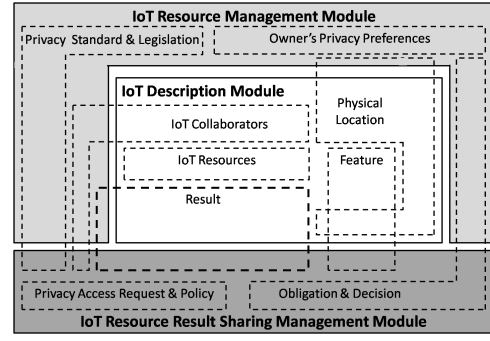 IoT Resource Management Module
Privacy Standard & Legislation
Owner's Privacy Preferences
IoT Description Module
Physical
Location
IoT Collaborators
IoT Resources
Feature
Result
Privacy Access Request & Policy
Obligation & Decision
IoT Resource Result Sharing Management Module